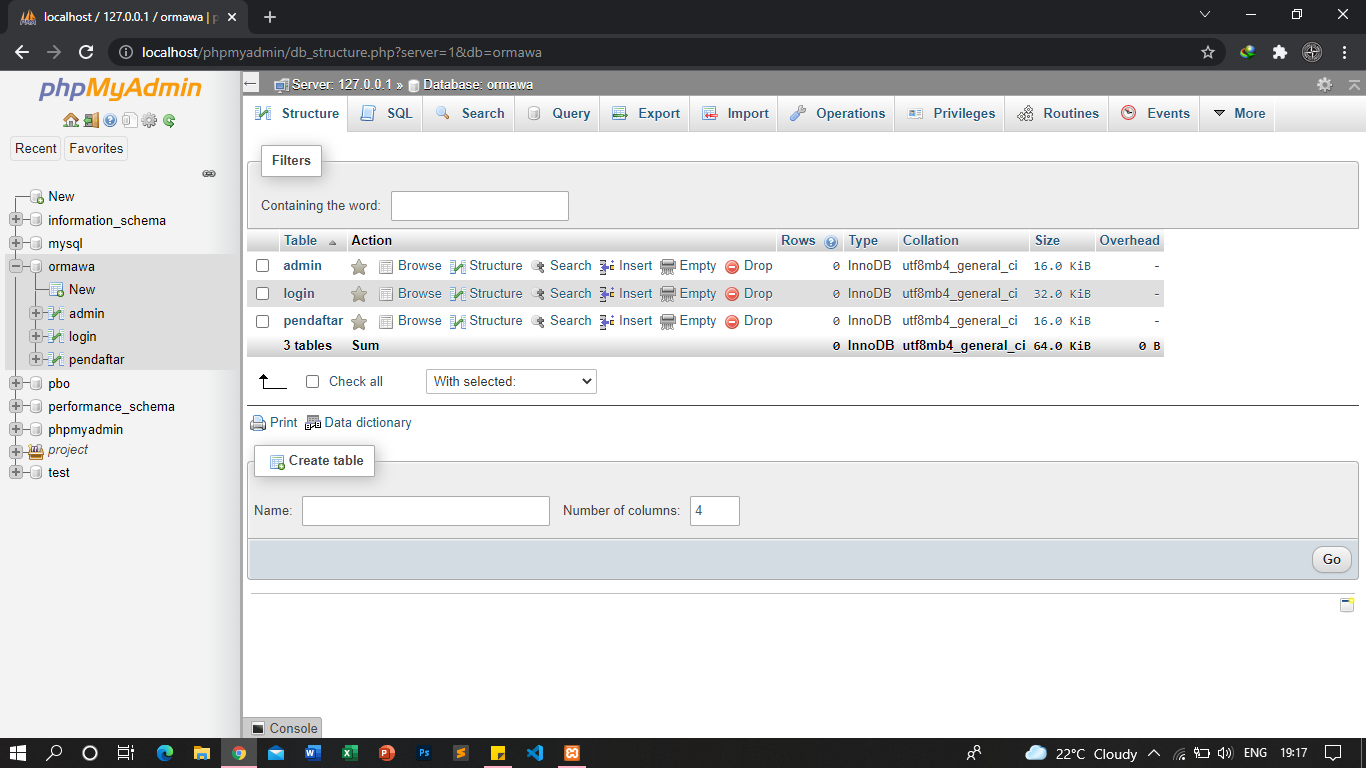 localhost / 127.0.0.1 / ormawa | p
localhost/phpmyadmin/db_structure.php?server=1&db=ormawa
phpMyAdmin
Recent Favorites
New
information_schema
mysql
ormawa
New
admin
login
pendaftar
pbo
performance_schema
phpmyadmin
project
test
Server: 127.0.0.1 » Database: ormawa
Structure SQL Search Query Export Import Operations Privileges Routines Events More
Filters
Containing the word:
Table Action Rows Type Collation Size Overhead
admin Browse Structure Search Insert Empty Drop 0 InnoDB utf8mb4_general_ci 16.0 KiB -
login Browse Structure Search Insert Empty Drop 0 InnoDB utf8mb4_general_ci 32.0 KiB -
pendaftar Browse Structure Search Insert Empty Drop 0 InnoDB utf8mb4_general_ci 16.0 KiB -
3 tables Sum 0 InnoDB utf8mb4_general_ci 64.0 KiB 0 B
Check all With selected:
Print Data dictionary
Create table
Name: Number of columns: 4
Go
Console
22°C Cloudy ENG 19:17